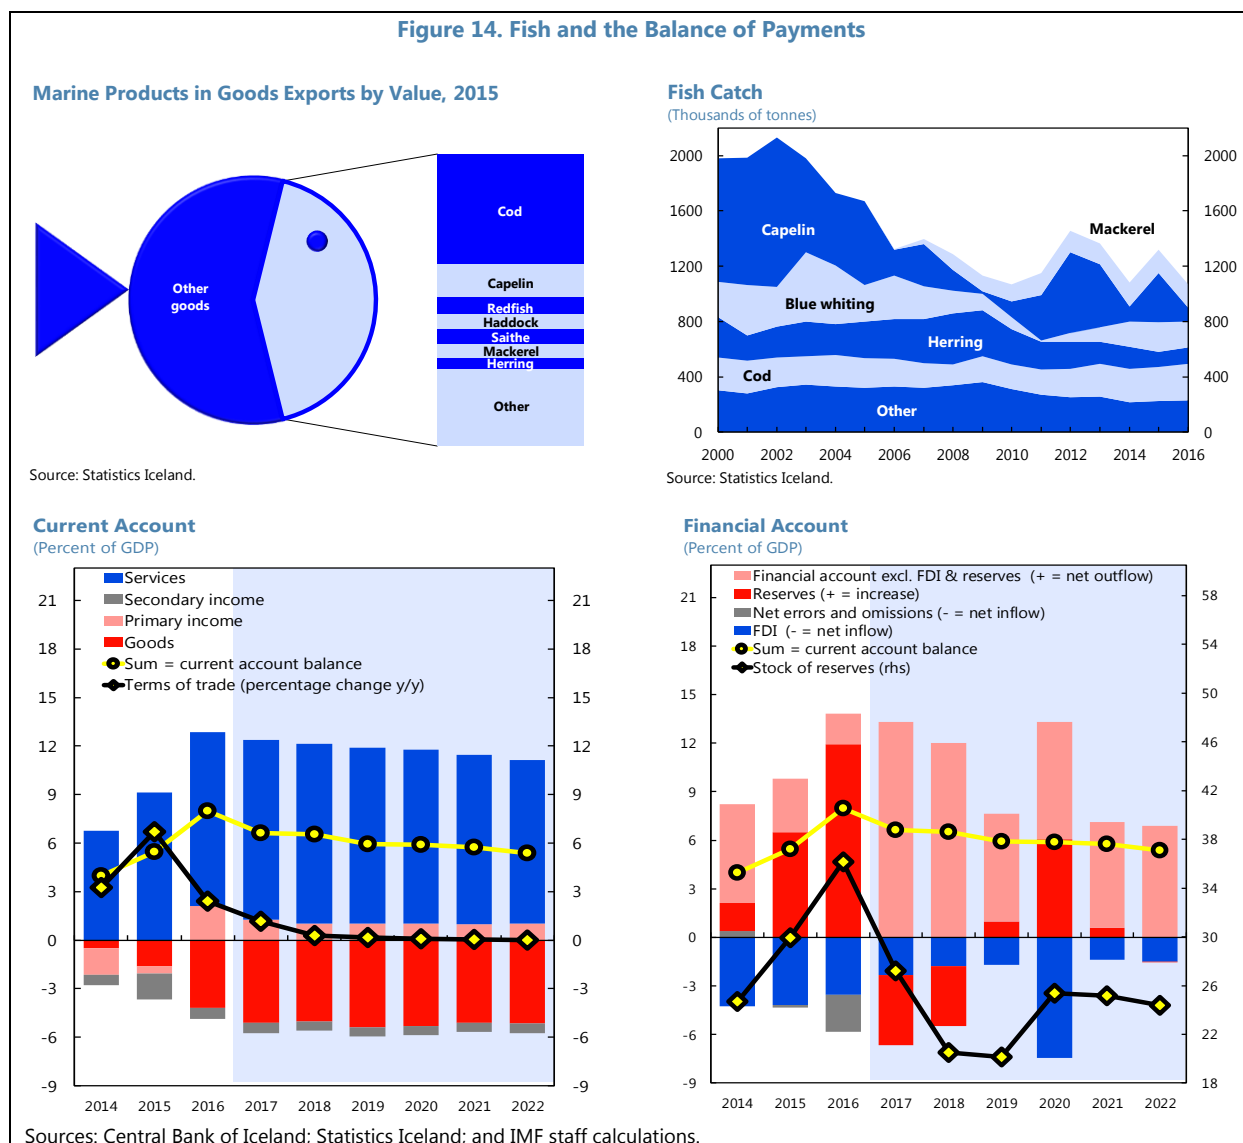 Figure 14. Fish and the Balance of Payments
Marine Products in Goods Exports by Value, 2015
Other
goods
Cod
Capelin
Redfish
Haddock
Saithe
Mackerel
Herring
Other
Source: Statistics Iceland.
Fish Catch
(Thousands of tonnes)
2000 2000
1600 1600
1200 1200
800 800
400 400
0 0
Mackerel
Capelin
Blue whiting
Herring
Cod
Other
2000 2002 2004 2006 2008 2010 2012 2014 2016
Source: Statistics Iceland.
Current Account
(Percent of GDP)
Services
Secondary income
Primary income
Goods
Sum = current account balance
Terms of trade (percentage change y/y)
21 21
18 18
15 15
12 12
9 9
6 6
3 3
0 0
-3 -3
-6 -6
-9 -9
2014 2015 2016 2017 2018 2019 2020 2021 2022
Financial Account
(Percent of GDP)
Financial account excl. FDI & reserves (+ = net outflow)
Reserves (+ = increase)
Net errors and omissions (- = net inflow)
FDI (- = net inflow)
Sum = current account balance
Stock of reserves (rhs)
21 58
18 54
15 50
12 46
9 42
6 38
3 34
0 30
-3 26
-6 22
-9 18
2014 2015 2016 2017 2018 2019 2020 2021 2022
Sources: Central Bank of Iceland; Statistics Iceland; and IMF staff calculations.